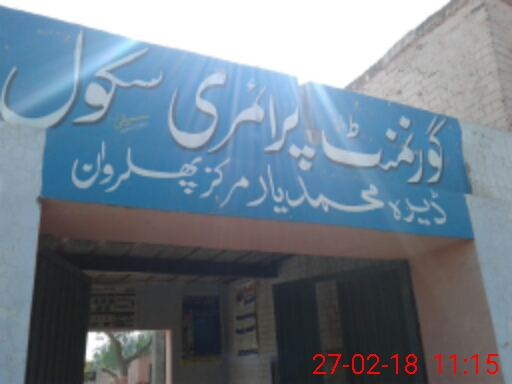 گورنمنٹ پرائمری سکول
ڈیرہ محمد یار مرکز پھلروان
27-02-18 11:15